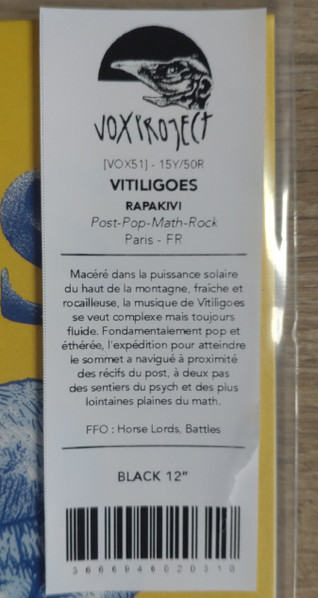 VOXPROJECT
[VOX51] - 15Y/50R
VITILIGOES
RAPAKIVI
Post-Pop-Math-Rock
Paris - FR
Macéré dans la puissance solaire
du haut de la montagne, fraîche et
rocailleuse, la musique de Vitiligoes
se veut complexe mais toujours
fluide. Fondamentalement pop et
éthérée, l'expédition pour atteindre
le sommet a navigué à proximité
des récifs du post, à deux pas
des sentiers du psych et des plus
lointaines plaines du math.
FFO : Horse Lords, Battles
BLACK 12"
3666946020310